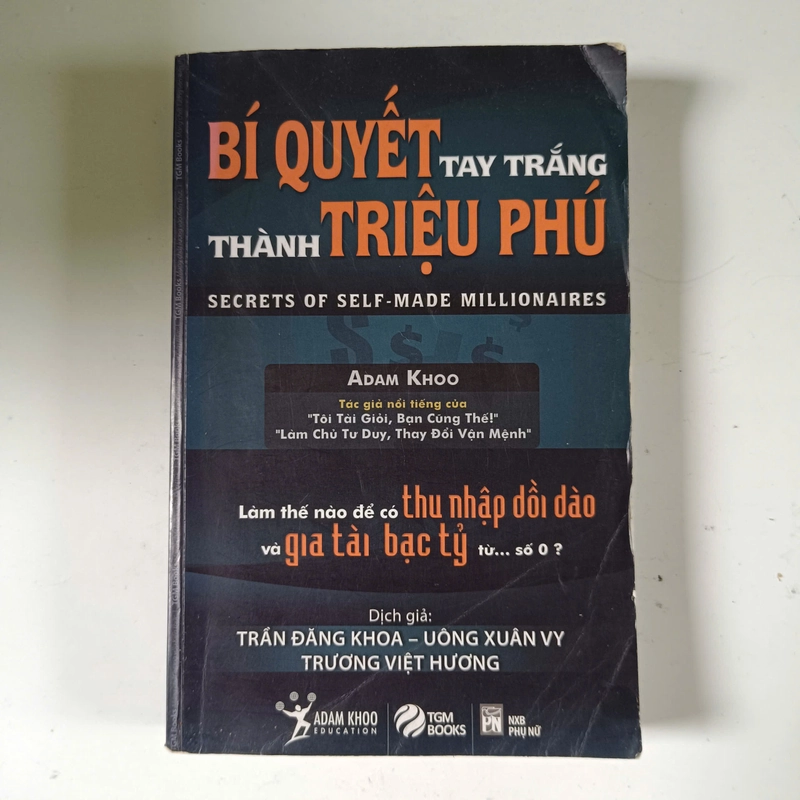 BÍ QUYẾT TAY TRẮNG
THÀNH TRIỆU PHÚ
SECRETS OF SELF-MADE MILLIONAIRES
$ $ $ $
ADAM KHOO
Tác giả nổi tiếng của
"Tôi Tài Giỏi, Bạn Cũng Thế!"
"Làm Chủ Tư Duy, Thay Đổi Vận Mệnh"
Làm thế nào để có thu nhập dồi dào
và gia tài bạc tỷ từ... số 0 ?
Dịch giả:
TRẦN ĐĂNG KHOA – UÔNG XUÂN VY
TRƯƠNG VIỆT HƯƠNG
ADAM KHOO
EDUCATION
TGM
BOOKS
PN
NXB
PHỤ NỮ
TGM Books